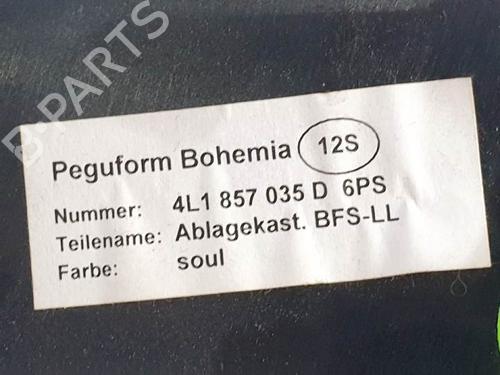 B-PARTS
Peguform Bohemia 12S
Nummer: 4L1 857 035 D 6PS
Teilename: Ablagekast. BFS-LL
Farbe: soul